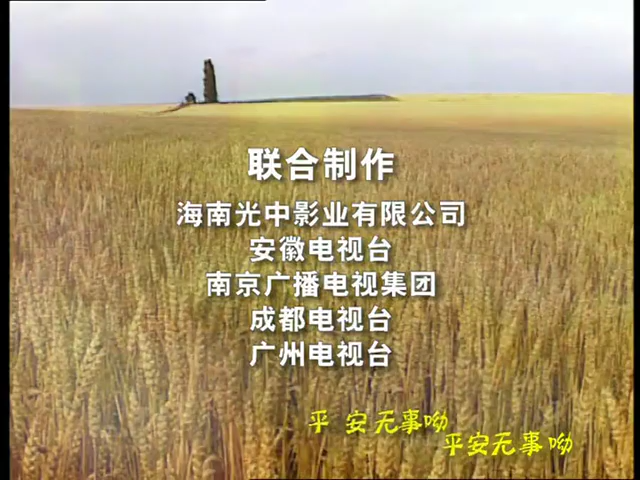 联合制作
海南光中影业有限公司
安徽电视台
南京广播电视集团
成都电视台
广州电视台
平安无事呦
平安无事呦